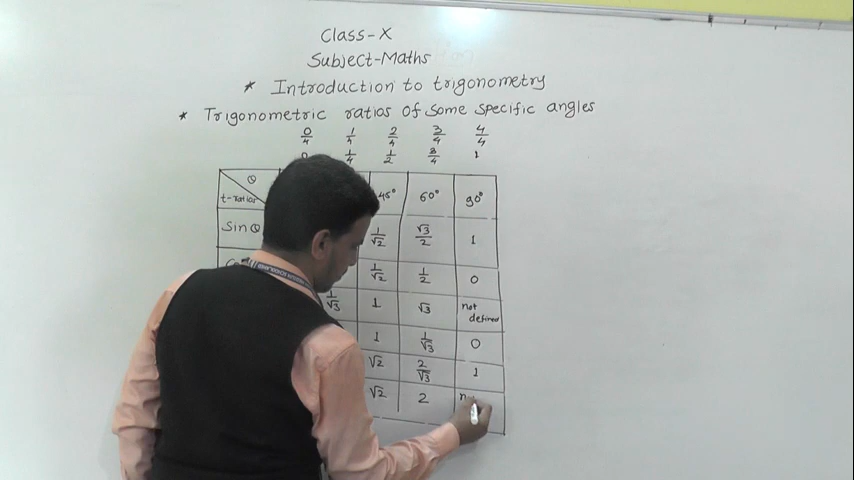 Class-X
Subject-Maths
* Introduction to trigonometry
* Trigonometric ratios of some specific angles
0/4 1/4 2/4 3/4 4/4
1/4 1/2 3/4 1
θ 45° 60° 90°
t-ratios
Sin θ 1/√2 √3/2 1
1/√2 1/2 0
1/√3 1 √3 not defined
1 1/√3 0
√2 2/√3 1
√2 2